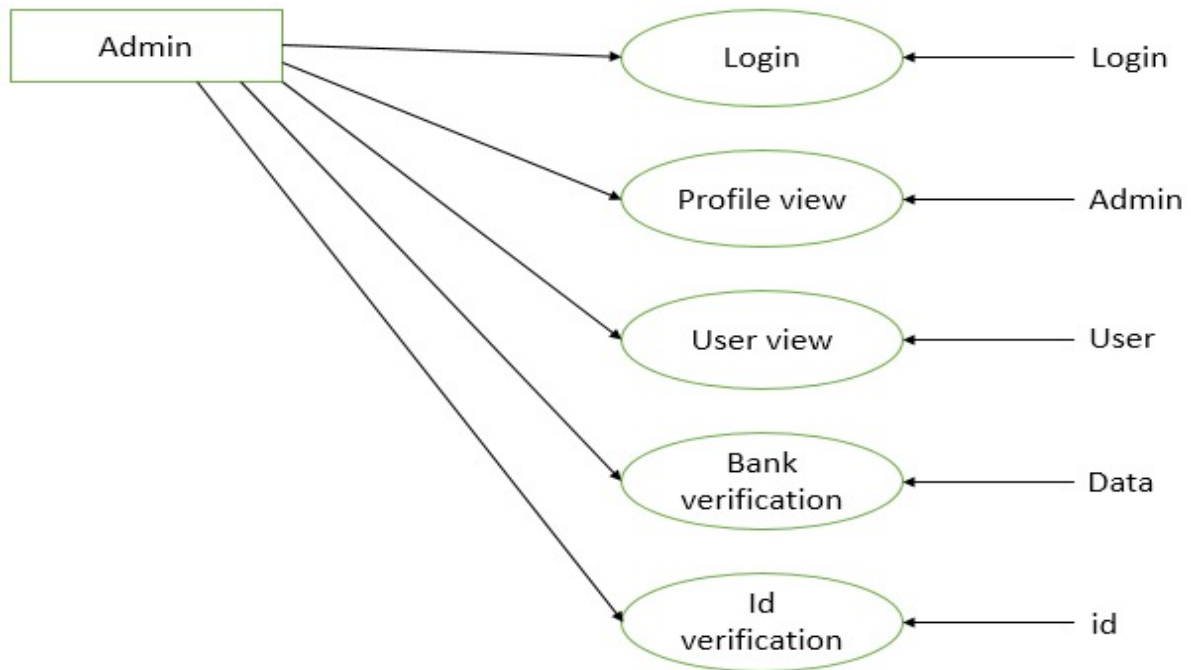 Admin
Login
Login
Profile view
Admin
User view
User
Bank
verification
Data
Id
verification
id